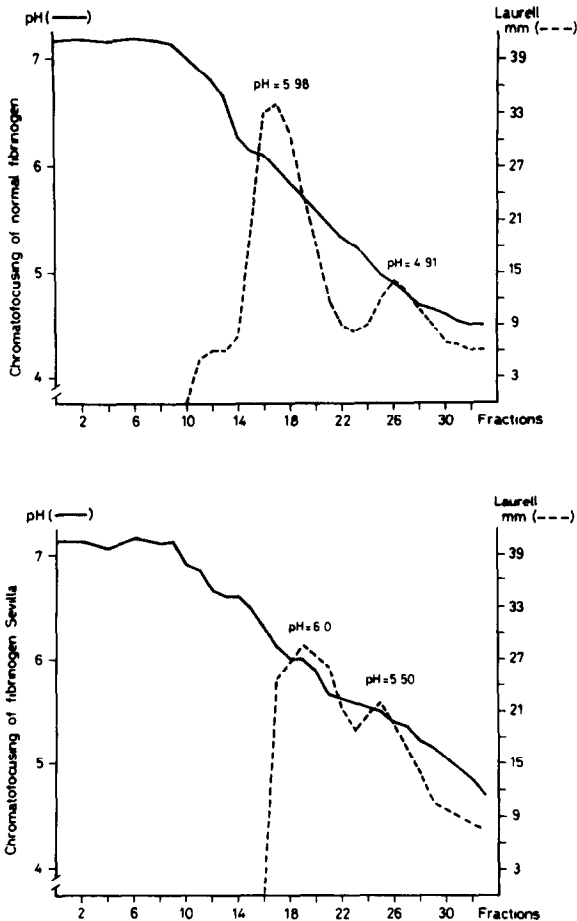 pH (——)
Laurell
mm (----)
Chromatofocusing of normal fibrinogen
7
6
5
4
39
33
27
21
15
9
3
pH = 5 98
pH = 4 91
2 6 10 14 18 22 26 30 Fractions
pH (——)
Laurell
mm (----)
Chromatofocusing of fibrinogen Sevilla
7
6
5
4
39
33
27
21
15
9
3
pH = 6 0
pH = 5 50
2 6 10 14 18 22 26 30 Fractions